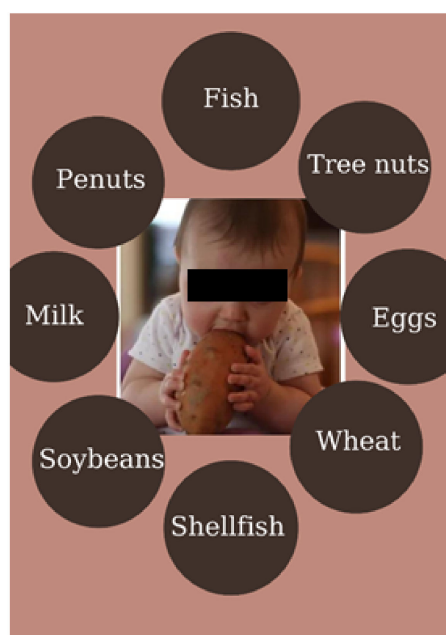 Fish
Tree nuts
Penuts
Milk
Eggs
Wheat
Soybeans
Shellfish